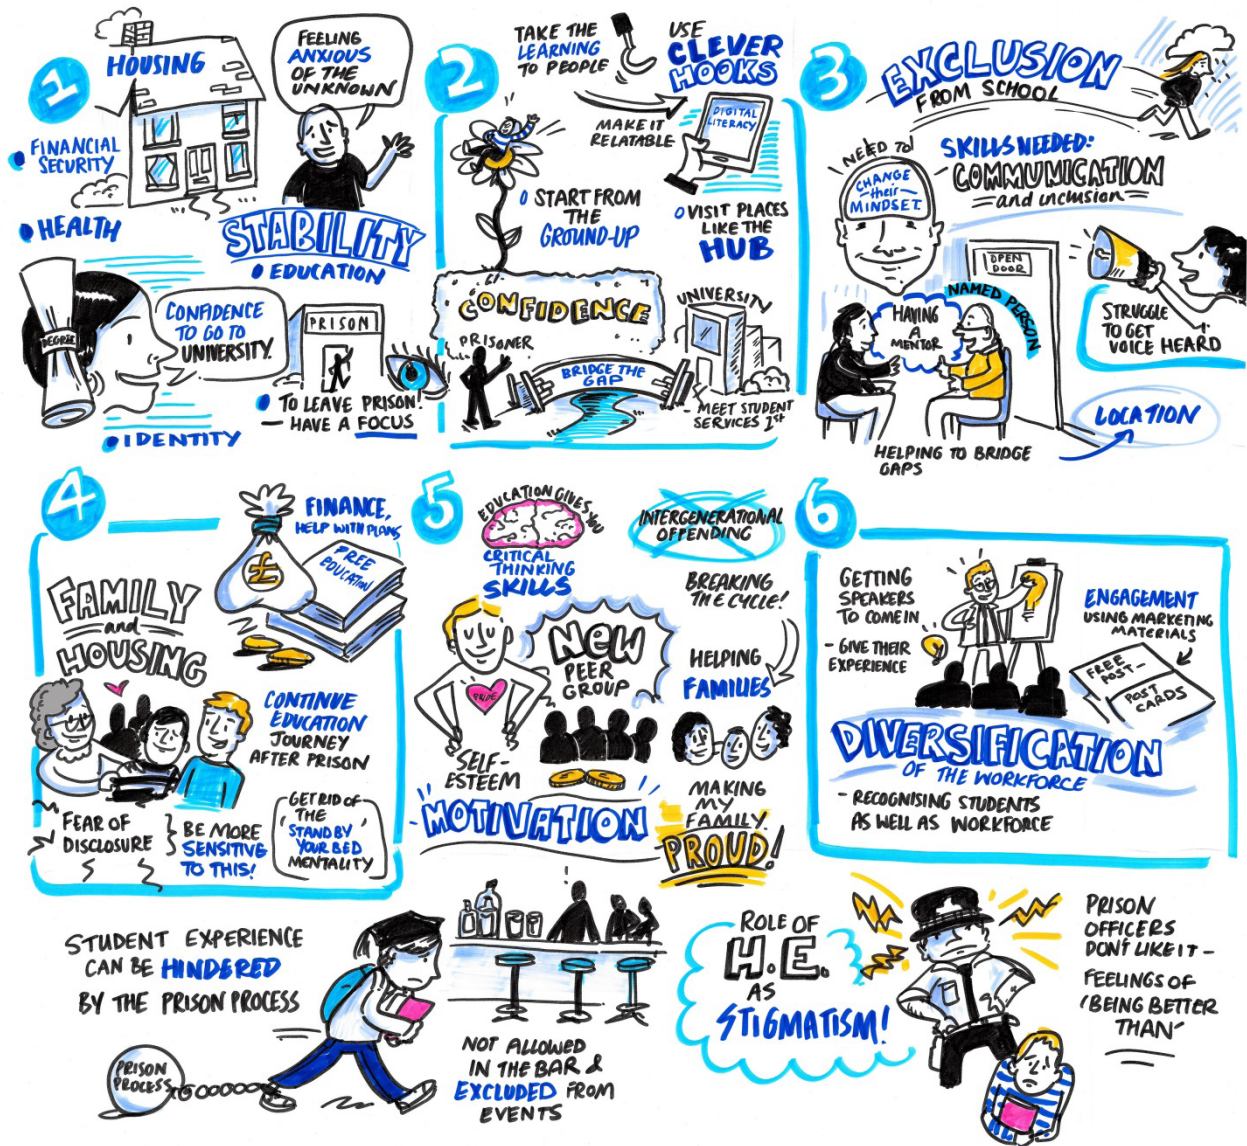 1
HOUSING
FINANCIAL
SECURITY
HEALTH
FEELING
ANXIOUS
OF THE
UNKNOWN
STABILITY
EDUCATION
DEGREE
CONFIDENCE
TO GO TO
UNIVERSITY.
IDENTITY
PRISON
TO LEAVE PRISON!
— HAVE A FOCUS
2
TAKE THE
LEARNING
TO PEOPLE
USE
CLEVER
HOOKS
MAKE IT
RELATABLE
DIGITAL
LITERACY
START FROM
THE
GROUND-UP
VISIT PLACES
LIKE THE
HUB
CONFIDENCE
PRISONER
BRIDGE THE
GAP
UNIVERSITY
MEET STUDENT
SERVICES 1ST
3
EXCLUSION
FROM SCHOOL
NEED TO
CHANGE
-their-
MINDSET.
SKILLS NEEDED:
COMMUNICATION
and inclusion
OPEN
DOOR
NAMED PERSON
HAVING
A
MENTOR
STRUGGLE
TO GET
VOICE HEARD
HELPING TO BRIDGE
GAPS
LOCATION
4
FINANCE,
HELP WITH PLANS
£
FREE
EDUCATION
FAMILY
and
HOUSING
CONTINUE
EDUCATION
JOURNEY
AFTER PRISON
FEAR OF
DISCLOSURE
BE MORE
SENSITIVE
TO THIS!
GET RID OF
THE
'STAND BY
YOUR BED'
MENTALITY
5
EDUCATION GIVES YOU
CRITICAL
THINKING
SKILLS
INTERGENERATIONAL
OFFENDING
BREAKING
THE CYCLE!
PRIDE
SELF-
ESTEEM
NEW
PEER
GROUP
HELPING
FAMILIES
MOTIVATION
MAKING
MY
FAMILY
PROUD!
6
GETTING
SPEAKERS
TO COME IN
- GIVE THEIR
EXPERIENCE
?
ENGAGEMENT
USING MARKETING
MATERIALS
FREE
POST-
POST
CARDS
DIVERSIFICATION
OF THE WORKFORCE
- RECOGNISING STUDENTS
AS WELL AS WORKFORCE
STUDENT EXPERIENCE
CAN BE HINDERED
BY THE PRISON PROCESS
PRISON
PROCESS
!
NOT ALLOWED
IN THE BAR &
EXCLUDED FROM
EVENTS
ROLE OF
H.E.
AS
STIGMATISM!
PRISON
OFFICERS
DON'T LIKE IT -
FEELINGS OF
'BEING BETTER
THAN'